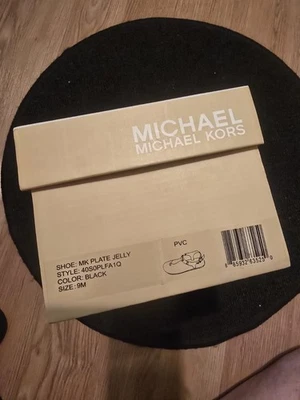 MICHAEL
MICHAEL KORS
SHOE: MK PLATE JELLY
STYLE: 40S0PLFA1Q
COLOR: BLACK
SIZE: 9M
PVC